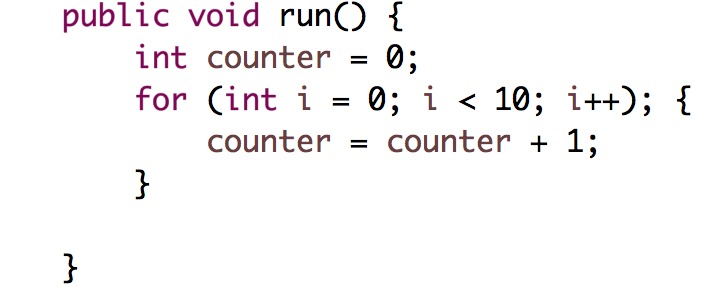 public void run() {
int counter = 0;
for (int i = 0; i < 10; i++); {
counter = counter + 1;
}
}